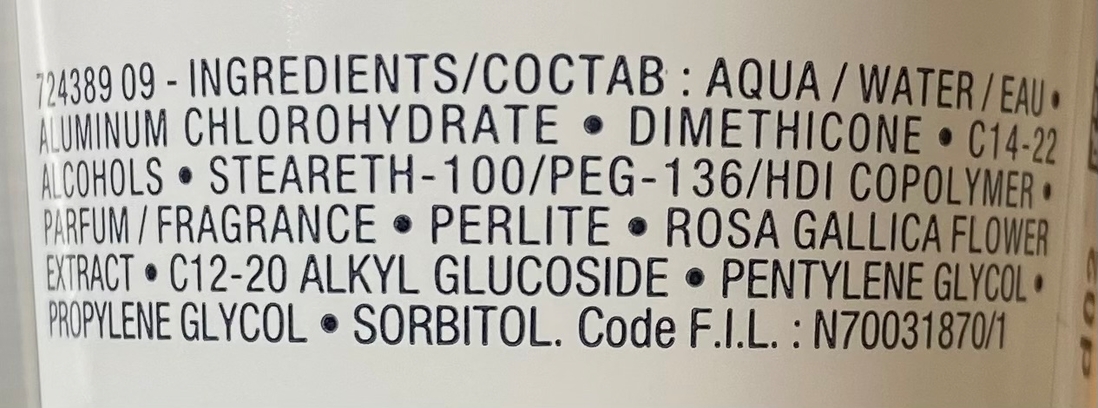 724389 09 - INGREDIENTS/COCTAB : AQUA / WATER / EAU •
ALUMINUM CHLOROHYDRATE • DIMETHICONE • C14-22
ALCOHOLS • STEARETH-100/PEG-136/HDI COPOLYMER •
PARFUM / FRAGRANCE • PERLITE • ROSA GALLICA FLOWER
EXTRACT • C12-20 ALKYL GLUCOSIDE • PENTYLENE GLYCOL •
PROPYLENE GLYCOL • SORBITOL. Code F.I.L. : N70031870/1